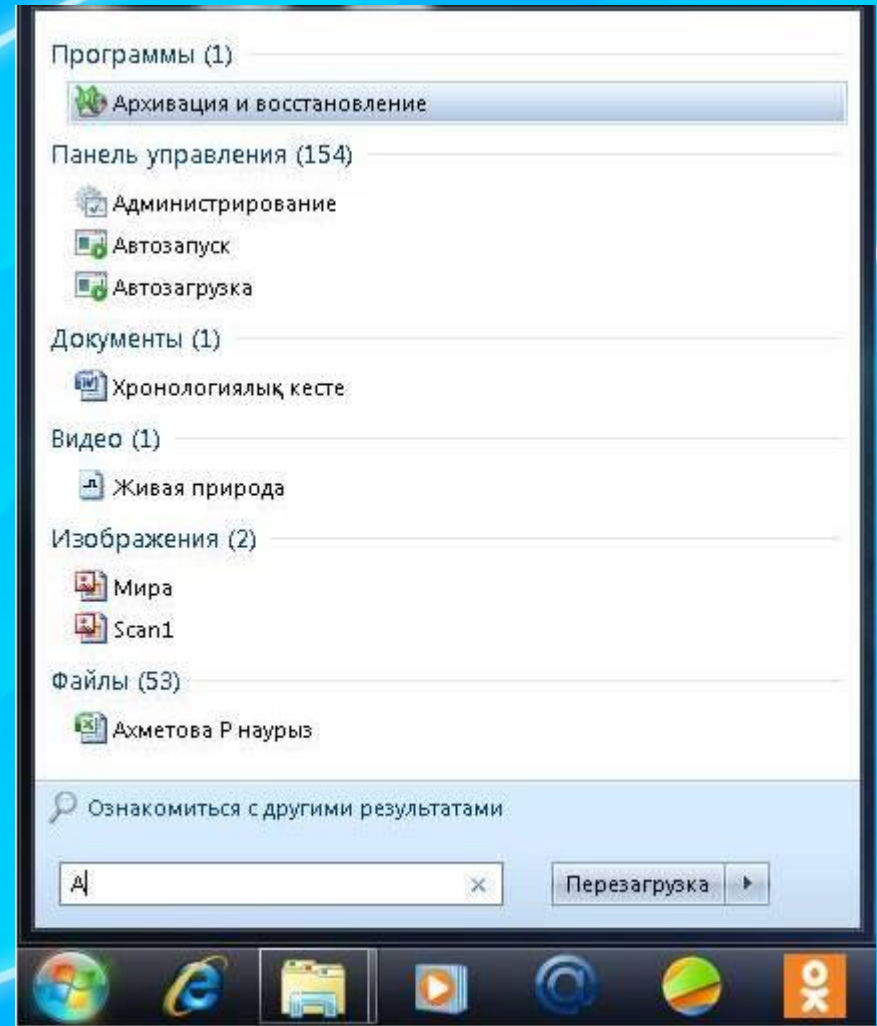 Программы (1)
Архивация и восстановление
Панель управления (154)
Администрирование
Автозапуск
Автозагрузка
Документы (1)
Хронологиялық кесте
Видео (1)
Живая природа
Изображения (2)
Мира
Scan1
Файлы (53)
Ахметова Р наурыз
Ознакомиться с другими результатами
А
Перезагрузка